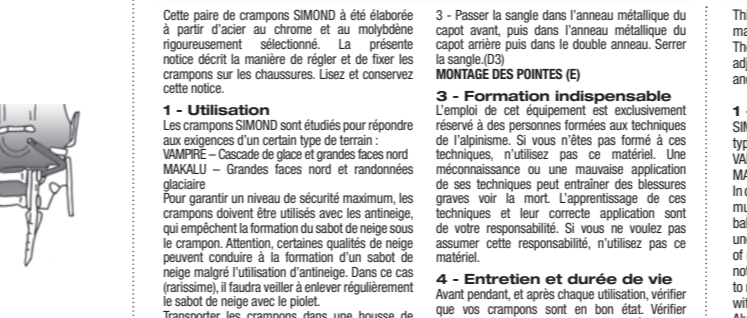 Cette paire de crampons SIMOND à été élaborée
à partir d'acier au chrome et au molybdène
rigoureusement sélectionné. La présente
notice décrit la manière de régler et de fixer les
crampons sur les chaussures. Lisez et conservez
cette notice.
1 - Utilisation
Les crampons SIMOND sont étudiés pour répondre
aux exigences d'un certain type de terrain :
VAMPIRE – Cascade de glace et grandes faces nord
MAKALU – Grandes faces nord et randonnées
glaciaire
Pour garantir un niveau de sécurité maximum, les
crampons doivent être utilisés avec les antineige,
qui empêchent la formation du sabot de neige sous
le crampon. Attention, certaines qualités de neige
peuvent conduire à la formation d'un sabot de
neige malgré l'utilisation d'antineige. Dans ce cas
(rarissime), il faudra veiller à enlever régulièrement
le sabot de neige avec le piolet.
Transporter les crampons dans une housse de
3 - Passer la sangle dans l'anneau métallique du
capot avant, puis dans l'anneau métallique du
capot arrière puis dans le double anneau. Serrer
la sangle.(D3)
MONTAGE DES POINTES (E)
3 - Formation indispensable
L'emploi de cet équipement est exclusivement
réservé à des personnes formées aux techniques
de l'alpinisme. Si vous n'êtes pas formé à ces
techniques, n'utilisez pas ce matériel. Une
méconnaissance ou une mauvaise application
de ses techniques peut entraîner des blessures
graves voir la mort. L'apprentissage de ces
techniques et leur correcte application sont
de votre responsabilité. Si vous ne voulez pas
assumer cette responsabilité, n'utilisez pas ce
matériel.
4 - Entretien et durée de vie
Avant pendant, et après chaque utilisation, vérifier
que vos crampons sont en bon état. Vérifier